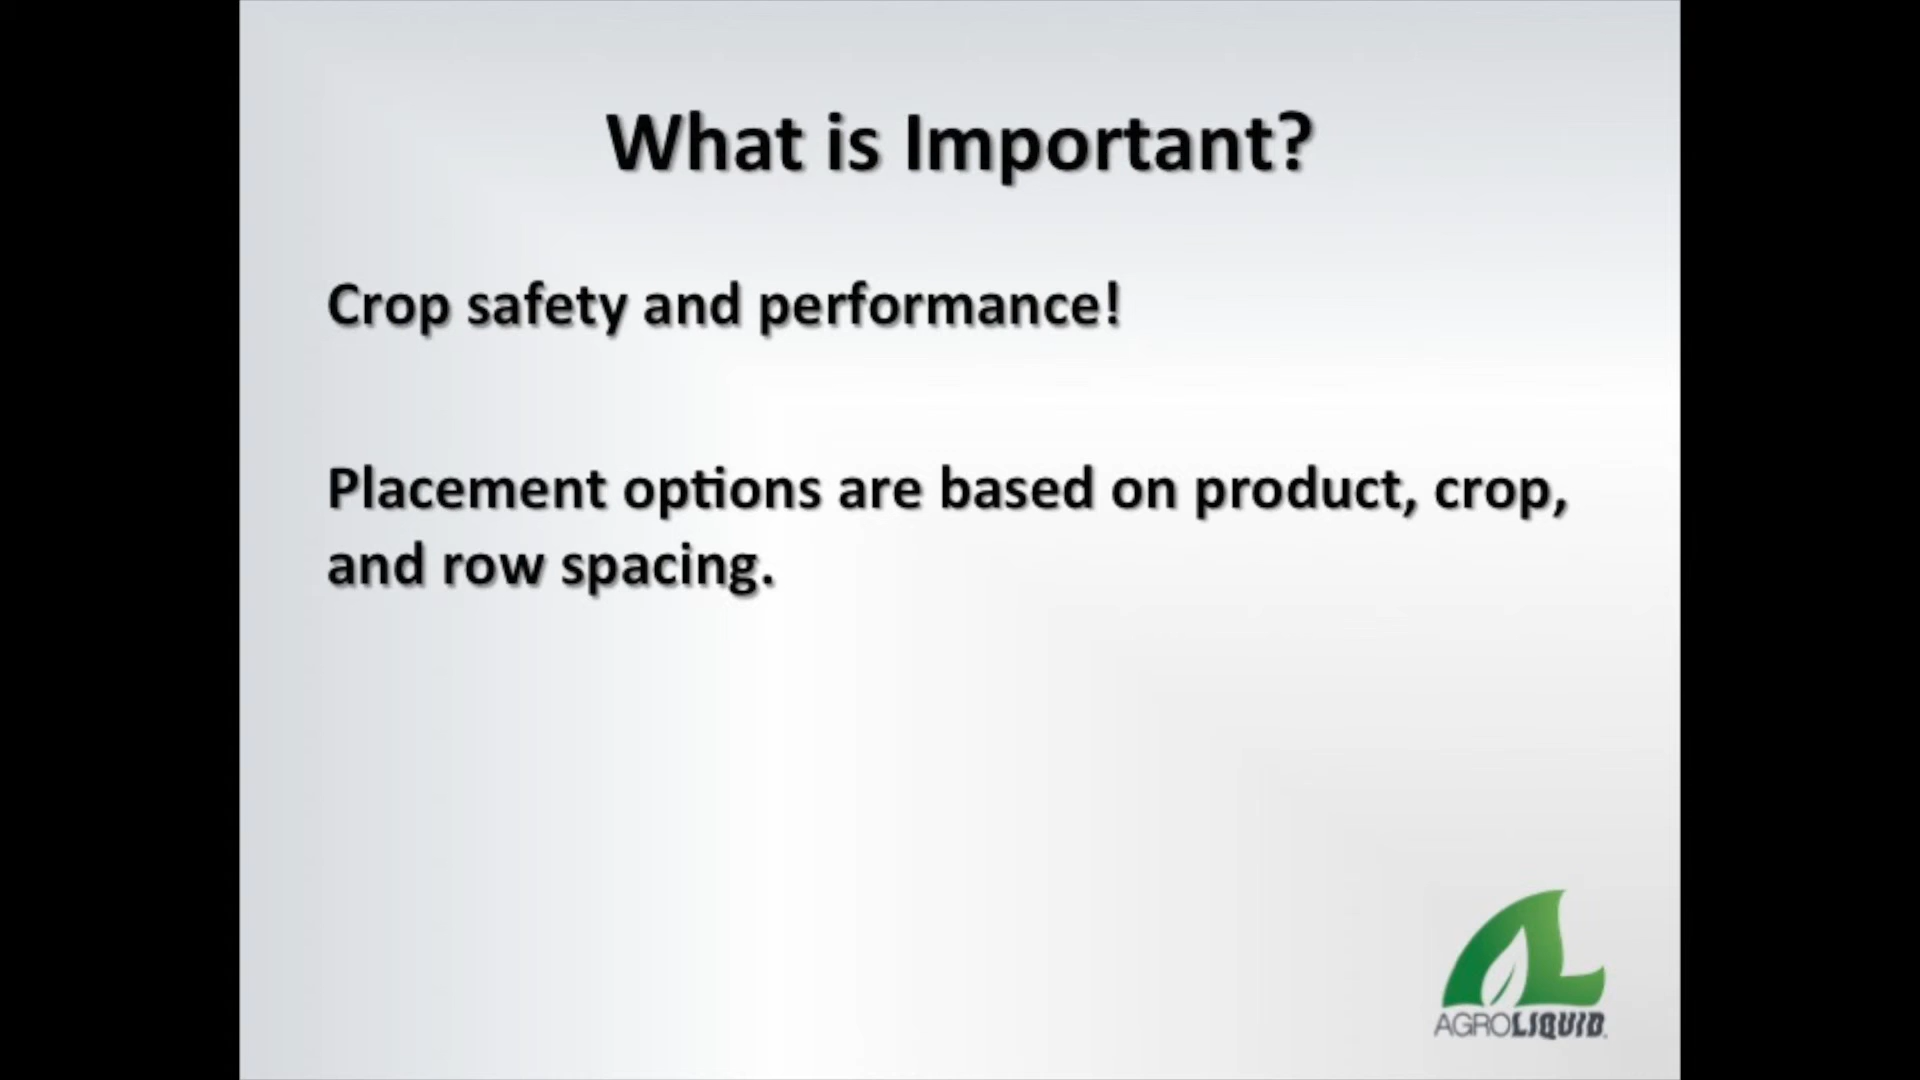 What is Important?
Crop safety and performance!
Placement options are based on product, crop,
and row spacing.
AGROLIQUID